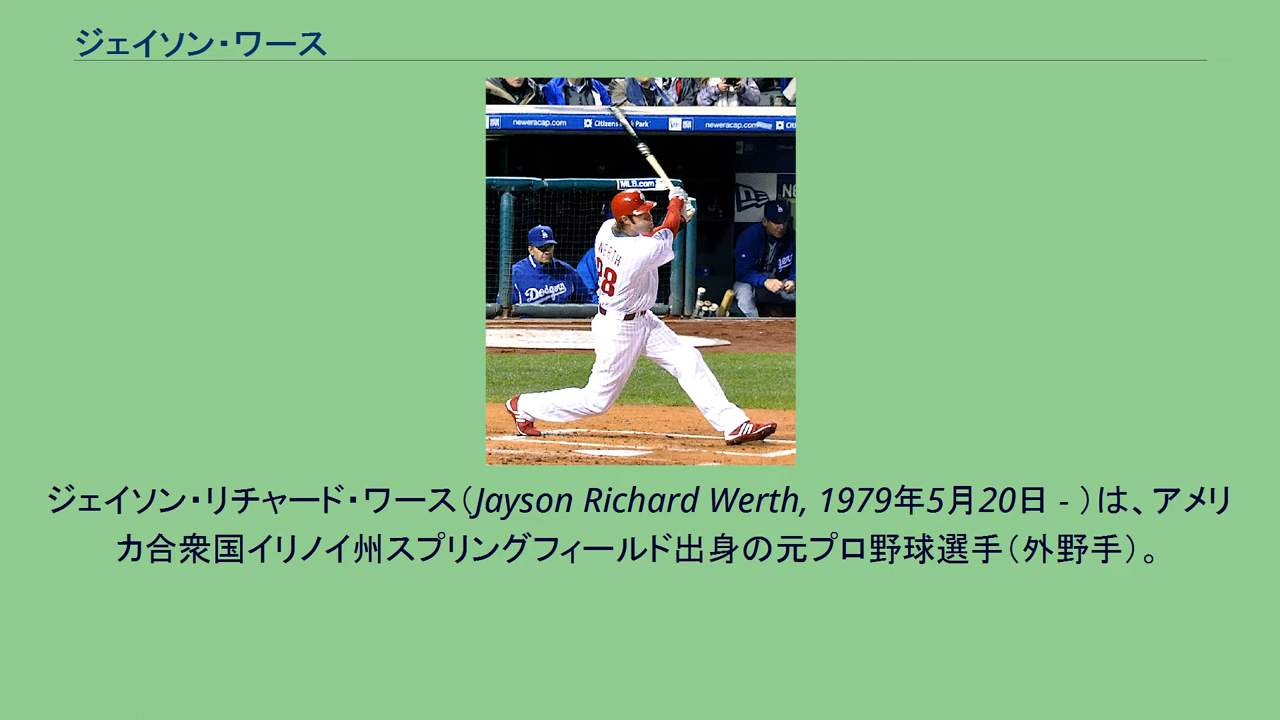 ジェイソン・ワース
neweracap.com Citizens Bank Park neweracap.com
MLB.com
WERTH
28
Dodgers
ジェイソン・リチャード・ワース（Jayson Richard Werth, 1979年5月20日 - ）は、アメリ
カ合衆国イリノイ州スプリングフィールド出身の元プロ野球選手（外野手）。